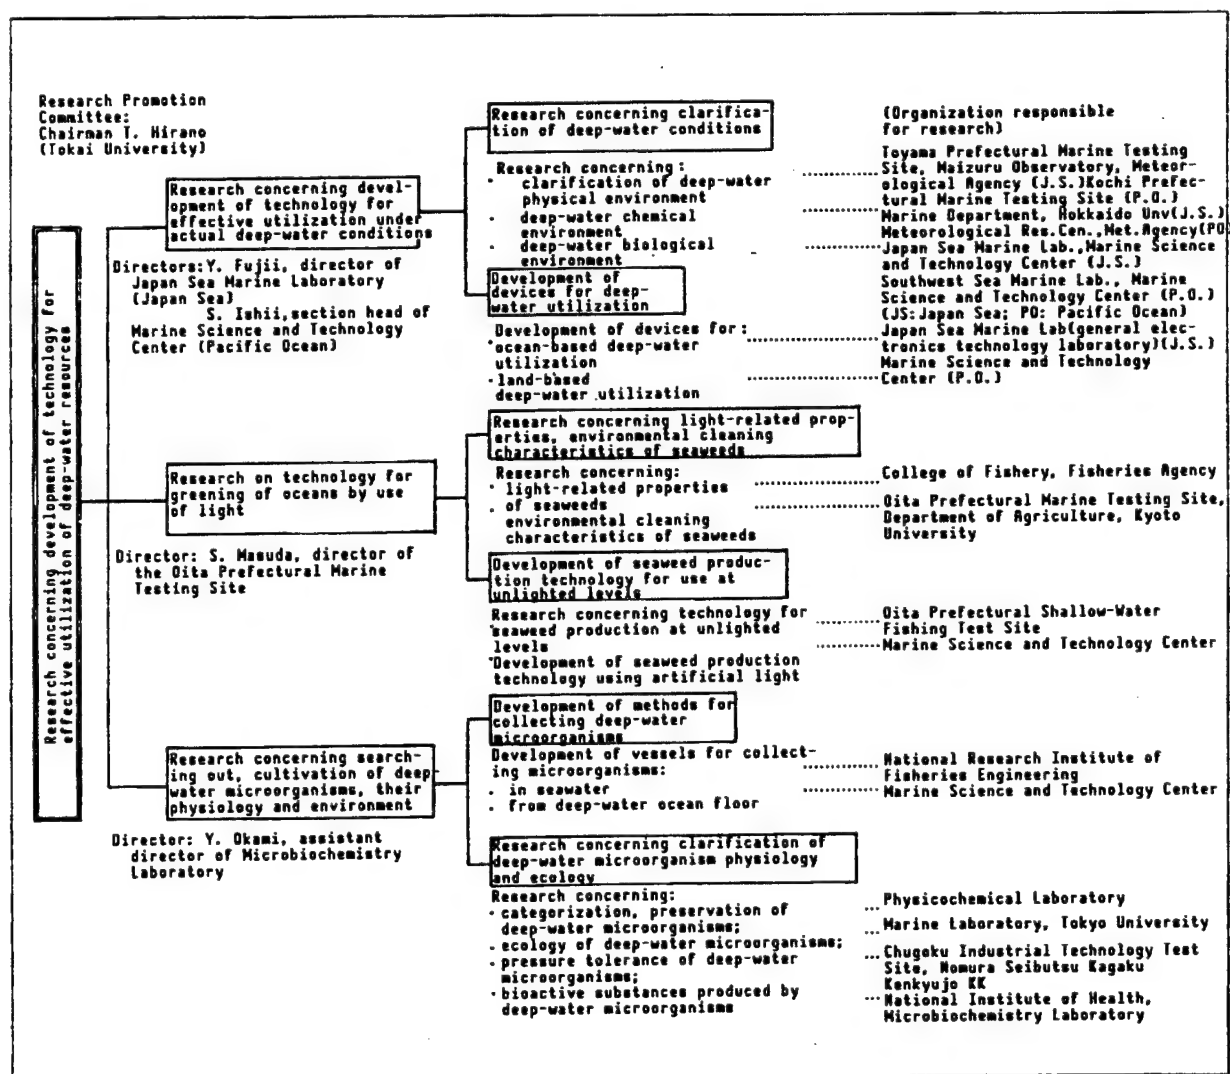 Research Promotion
Committee:
Chairman T. Hirano
(Tokai University)
Research concerning development of technology for
effective utilization of deep-water resources
Research concerning devel-
opment of technology for
effective utilization under
actual deep-water conditions
Directors: Y. Fujii, director of
Japan Sea Marine Laboratory
(Japan Sea)
S. Ishii, section head of
Marine Science and Technology
Center (Pacific Ocean)
Research concerning clarifica-
tion of deep-water conditions
Research concerning:
· clarification of deep-water
physical environment
· deep-water chemical
environment
· deep-water biological
environment
Development of
devices for deep-
water utilization
Development of devices for:
· ocean-based deep-water
utilization
· land-based
deep-water utilization
(Organization responsible
for research)
Toyama Prefectural Marine Testing
Site, Maizuru Observatory, Meteor-
ological Agency (J.S.)Kochi Prefec-
tural Marine Testing Site (P.O.)
Marine Department, Hokkaido Unv(J.S.)
Meteorological Res.Cen.,Met.Agency(PO
Japan Sea Marine Lab.,Marine Science
and Technology Center (J.S.)
Southwest Sea Marine Lab., Marine
Science and Technology Center (P.O.)
(JS:Japan Sea; PO: Pacific Ocean)
Japan Sea Marine Lab(general elec-
tronics technology laboratory)(J.S.)
Marine Science and Technology
Center (P.O.)
Research on technology for
greening of oceans by use
of light
Director: S. Masuda, director of
the Oita Prefectural Marine
Testing Site
Research concerning light-related prop-
erties, environmental cleaning
characteristics of seaweeds
Research concerning:
· light-related properties
· of seaweeds
environmental cleaning
characteristics of seaweeds
College of Fishery, Fisheries Agency
Oita Prefectural Marine Testing Site,
Department of Agriculture, Kyoto
University
Development of seaweed produc-
tion technology for use at
unlighted levels
Research concerning technology for
· seaweed production at unlighted
levels
· Development of seaweed production
technology using artificial light
Oita Prefectural Shallow-Water
Fishing Test Site
Marine Science and Technology Center
Research concerning search-
ing out, cultivation of deep-
water microorganisms, their
physiology and environment
Director: Y. Okami, assistant
director of Microbiochemistry
Laboratory
Development of methods for
collecting deep-water
microorganisms
Development of vessels for collect-
ing microorganisms:
· in seawater
· from deep-water ocean floor
National Research Institute of
Fisheries Engineering
Marine Science and Technology Center
Research concerning clarification of
deep-water microorganism physiology
and ecology
Research concerning:
· categorization, preservation of
deep-water microorganisms;
· ecology of deep-water microorganisms;
· pressure tolerance of deep-water
microorganisms;
· bioactive substances produced by
deep-water microorganisms
Physicochemical Laboratory
Marine Laboratory, Tokyo University
Chugoku Industrial Technology Test
Site, Nomura Seibutsu Kagaku
Kenkyujo KK
National Institute of Health,
Microbiochemistry Laboratory